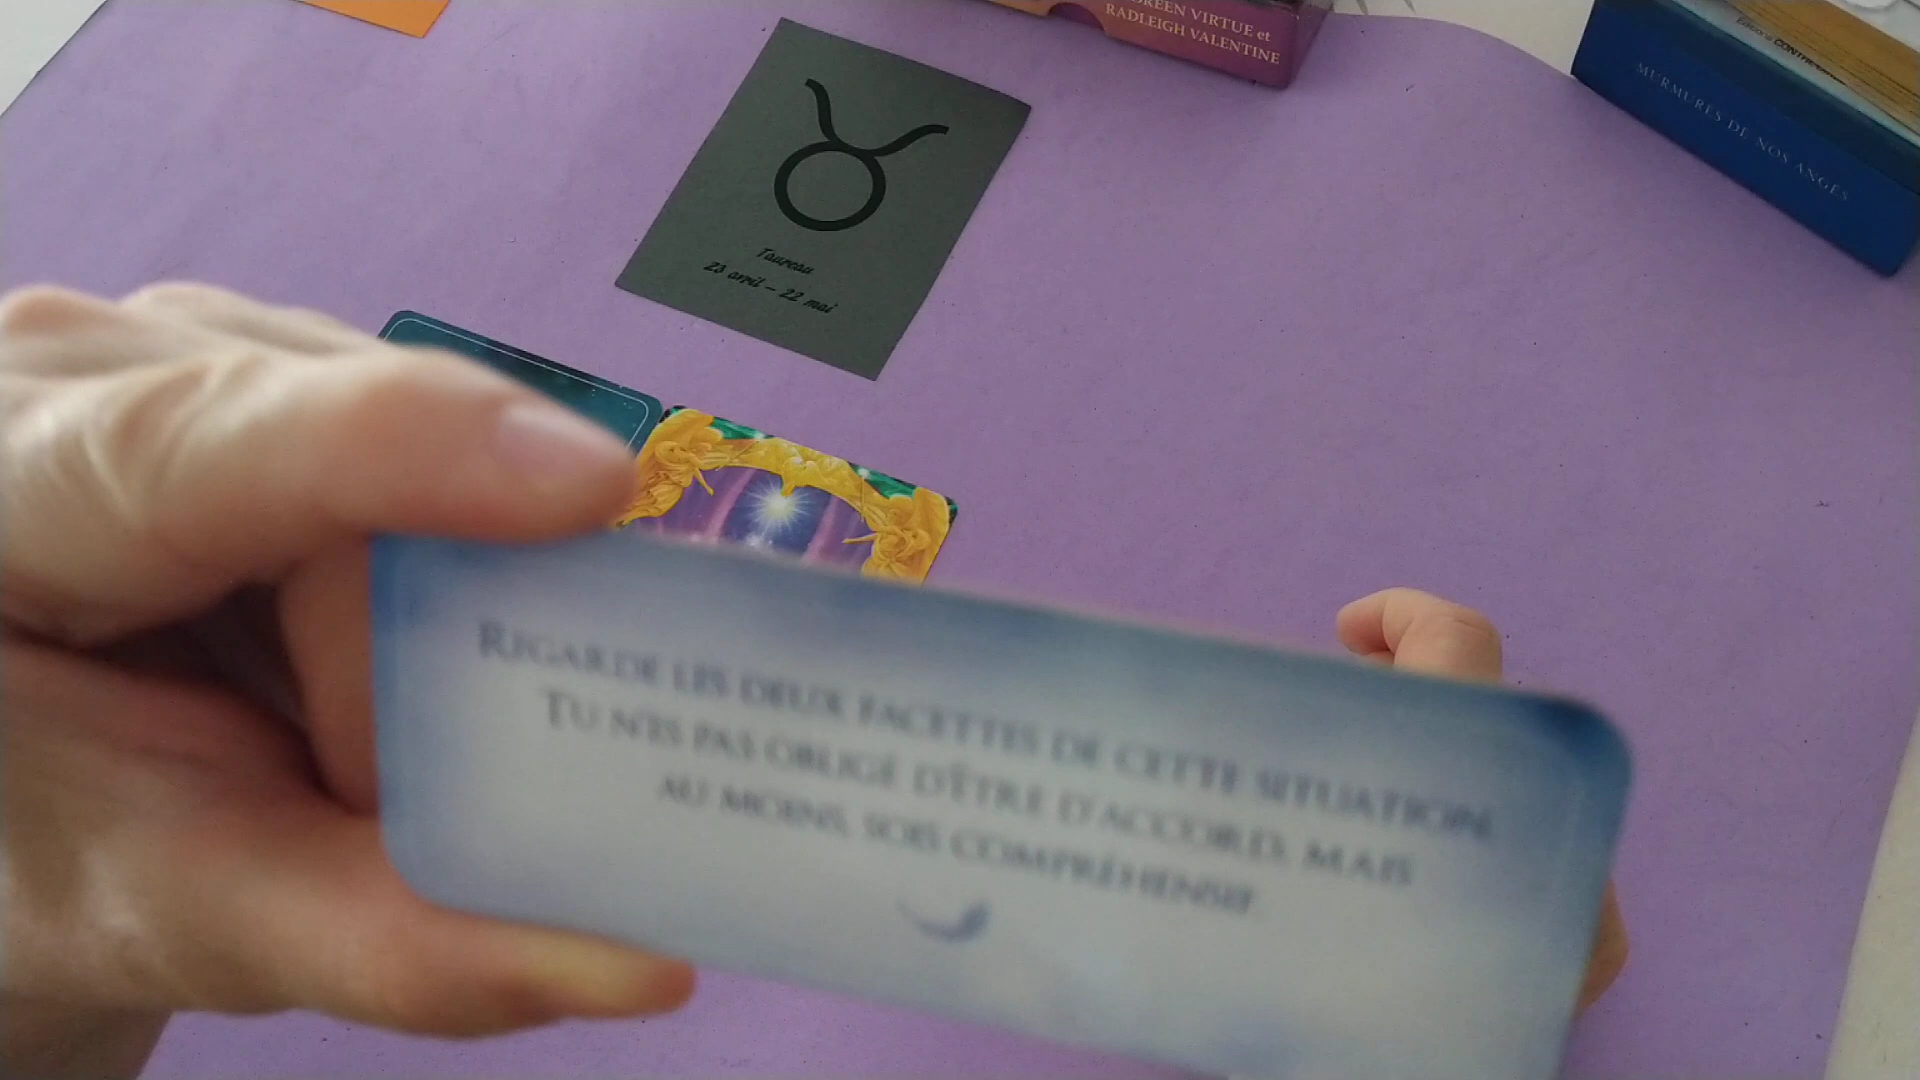 VIRTUE et
RADLEIGH VALENTINE
MURMURES DE NOS ANGES
Taureau
23 avril – 22 mai
REGARDE LES DEUX FACETTES DE CETTE SITUATION.
TU N'ES PAS OBLIGÉ D'ÊTRE D'ACCORD, MAIS
AU MOINS, SOIS COMPRÉHENSIF.